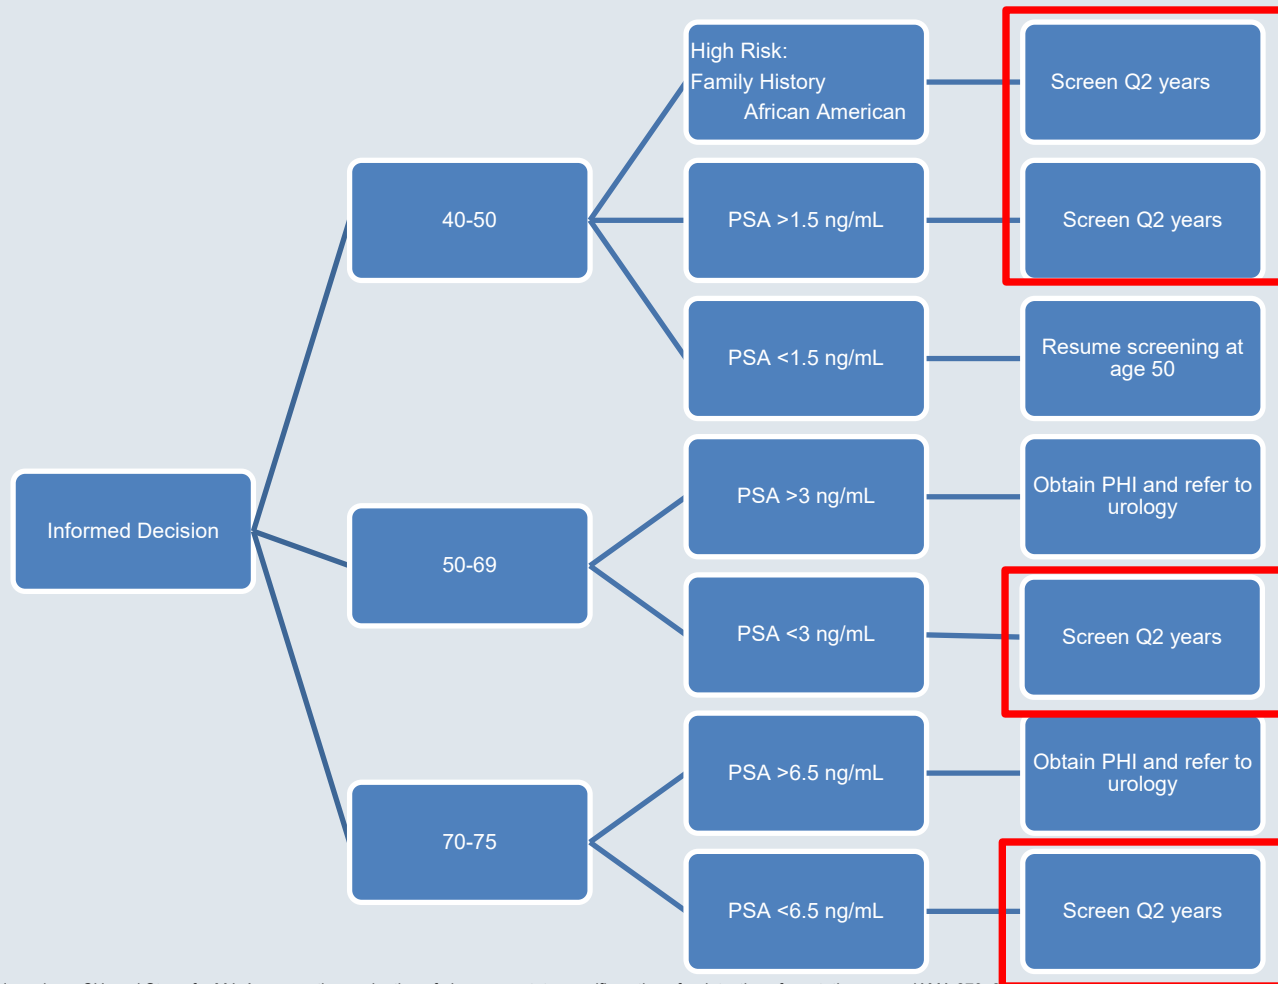 High Risk:
Family History
African American
Screen Q2 years
40-50
PSA >1.5 ng/mL
Screen Q2 years
PSA <1.5 ng/mL
Resume screening at
age 50
Informed Decision
50-69
PSA >3 ng/mL
Obtain PHI and refer to
urology
PSA <3 ng/mL
Screen Q2 years
70-75
PSA >6.5 ng/mL
Obtain PHI and refer to
urology
PSA <6.5 ng/mL
Screen Q2 years